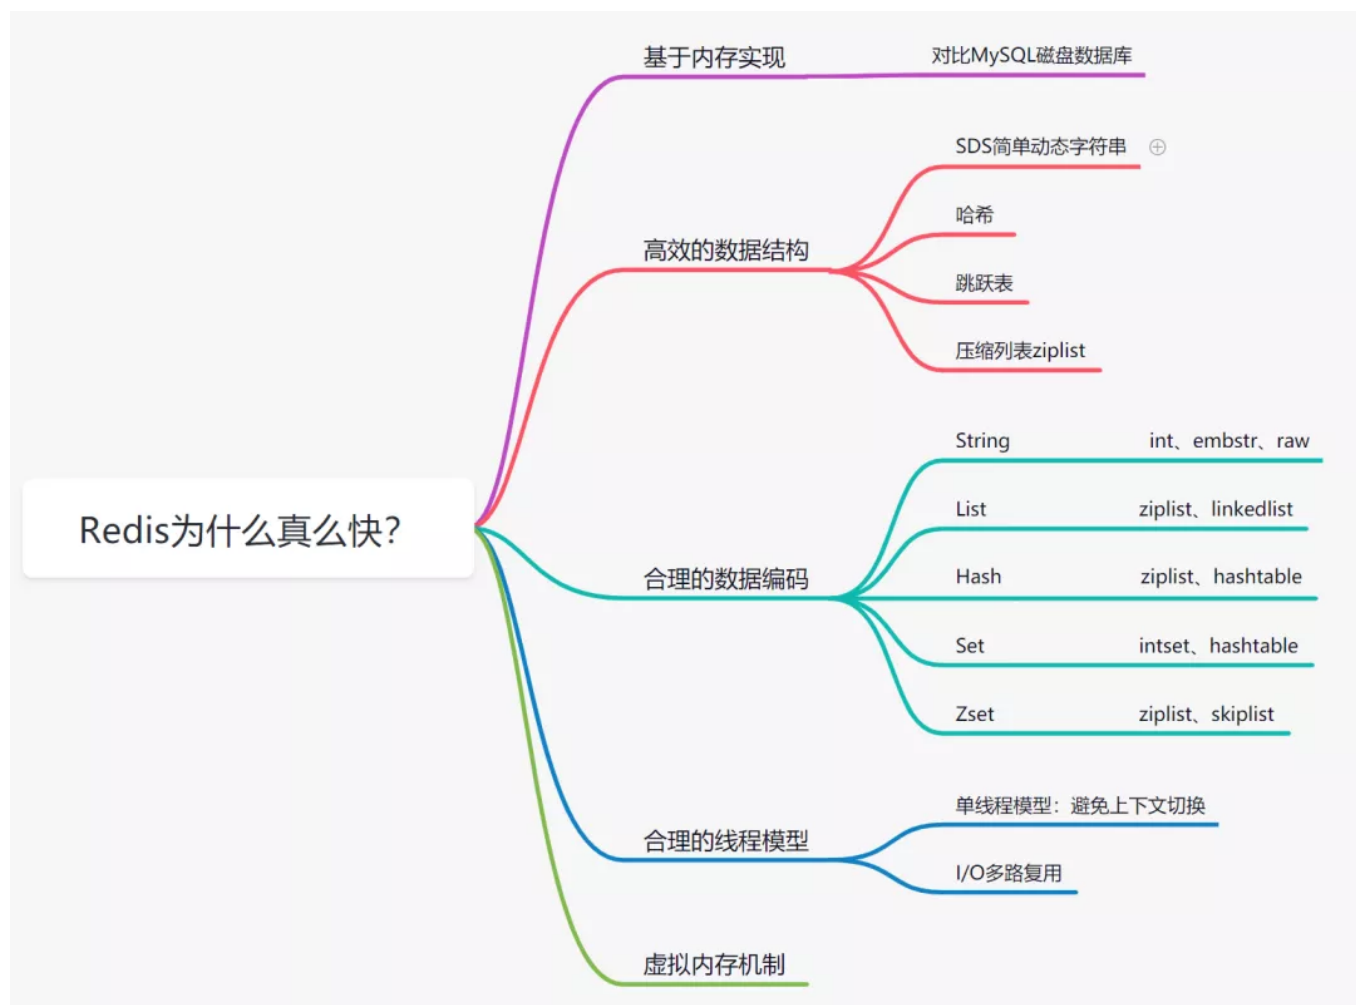 Redis为什么真么快?
基于内存实现
对比MySQL磁盘数据库
高效的数据结构
SDS简单动态字符串
哈希
跳跃表
压缩列表ziplist
合理的数据编码
String int、embstr、raw
List ziplist、linkedlist
Hash ziplist、hashtable
Set intset、hashtable
Zset ziplist、skiplist
合理的线程模型
单线程模型：避免上下文切换
I/O多路复用
虚拟内存机制